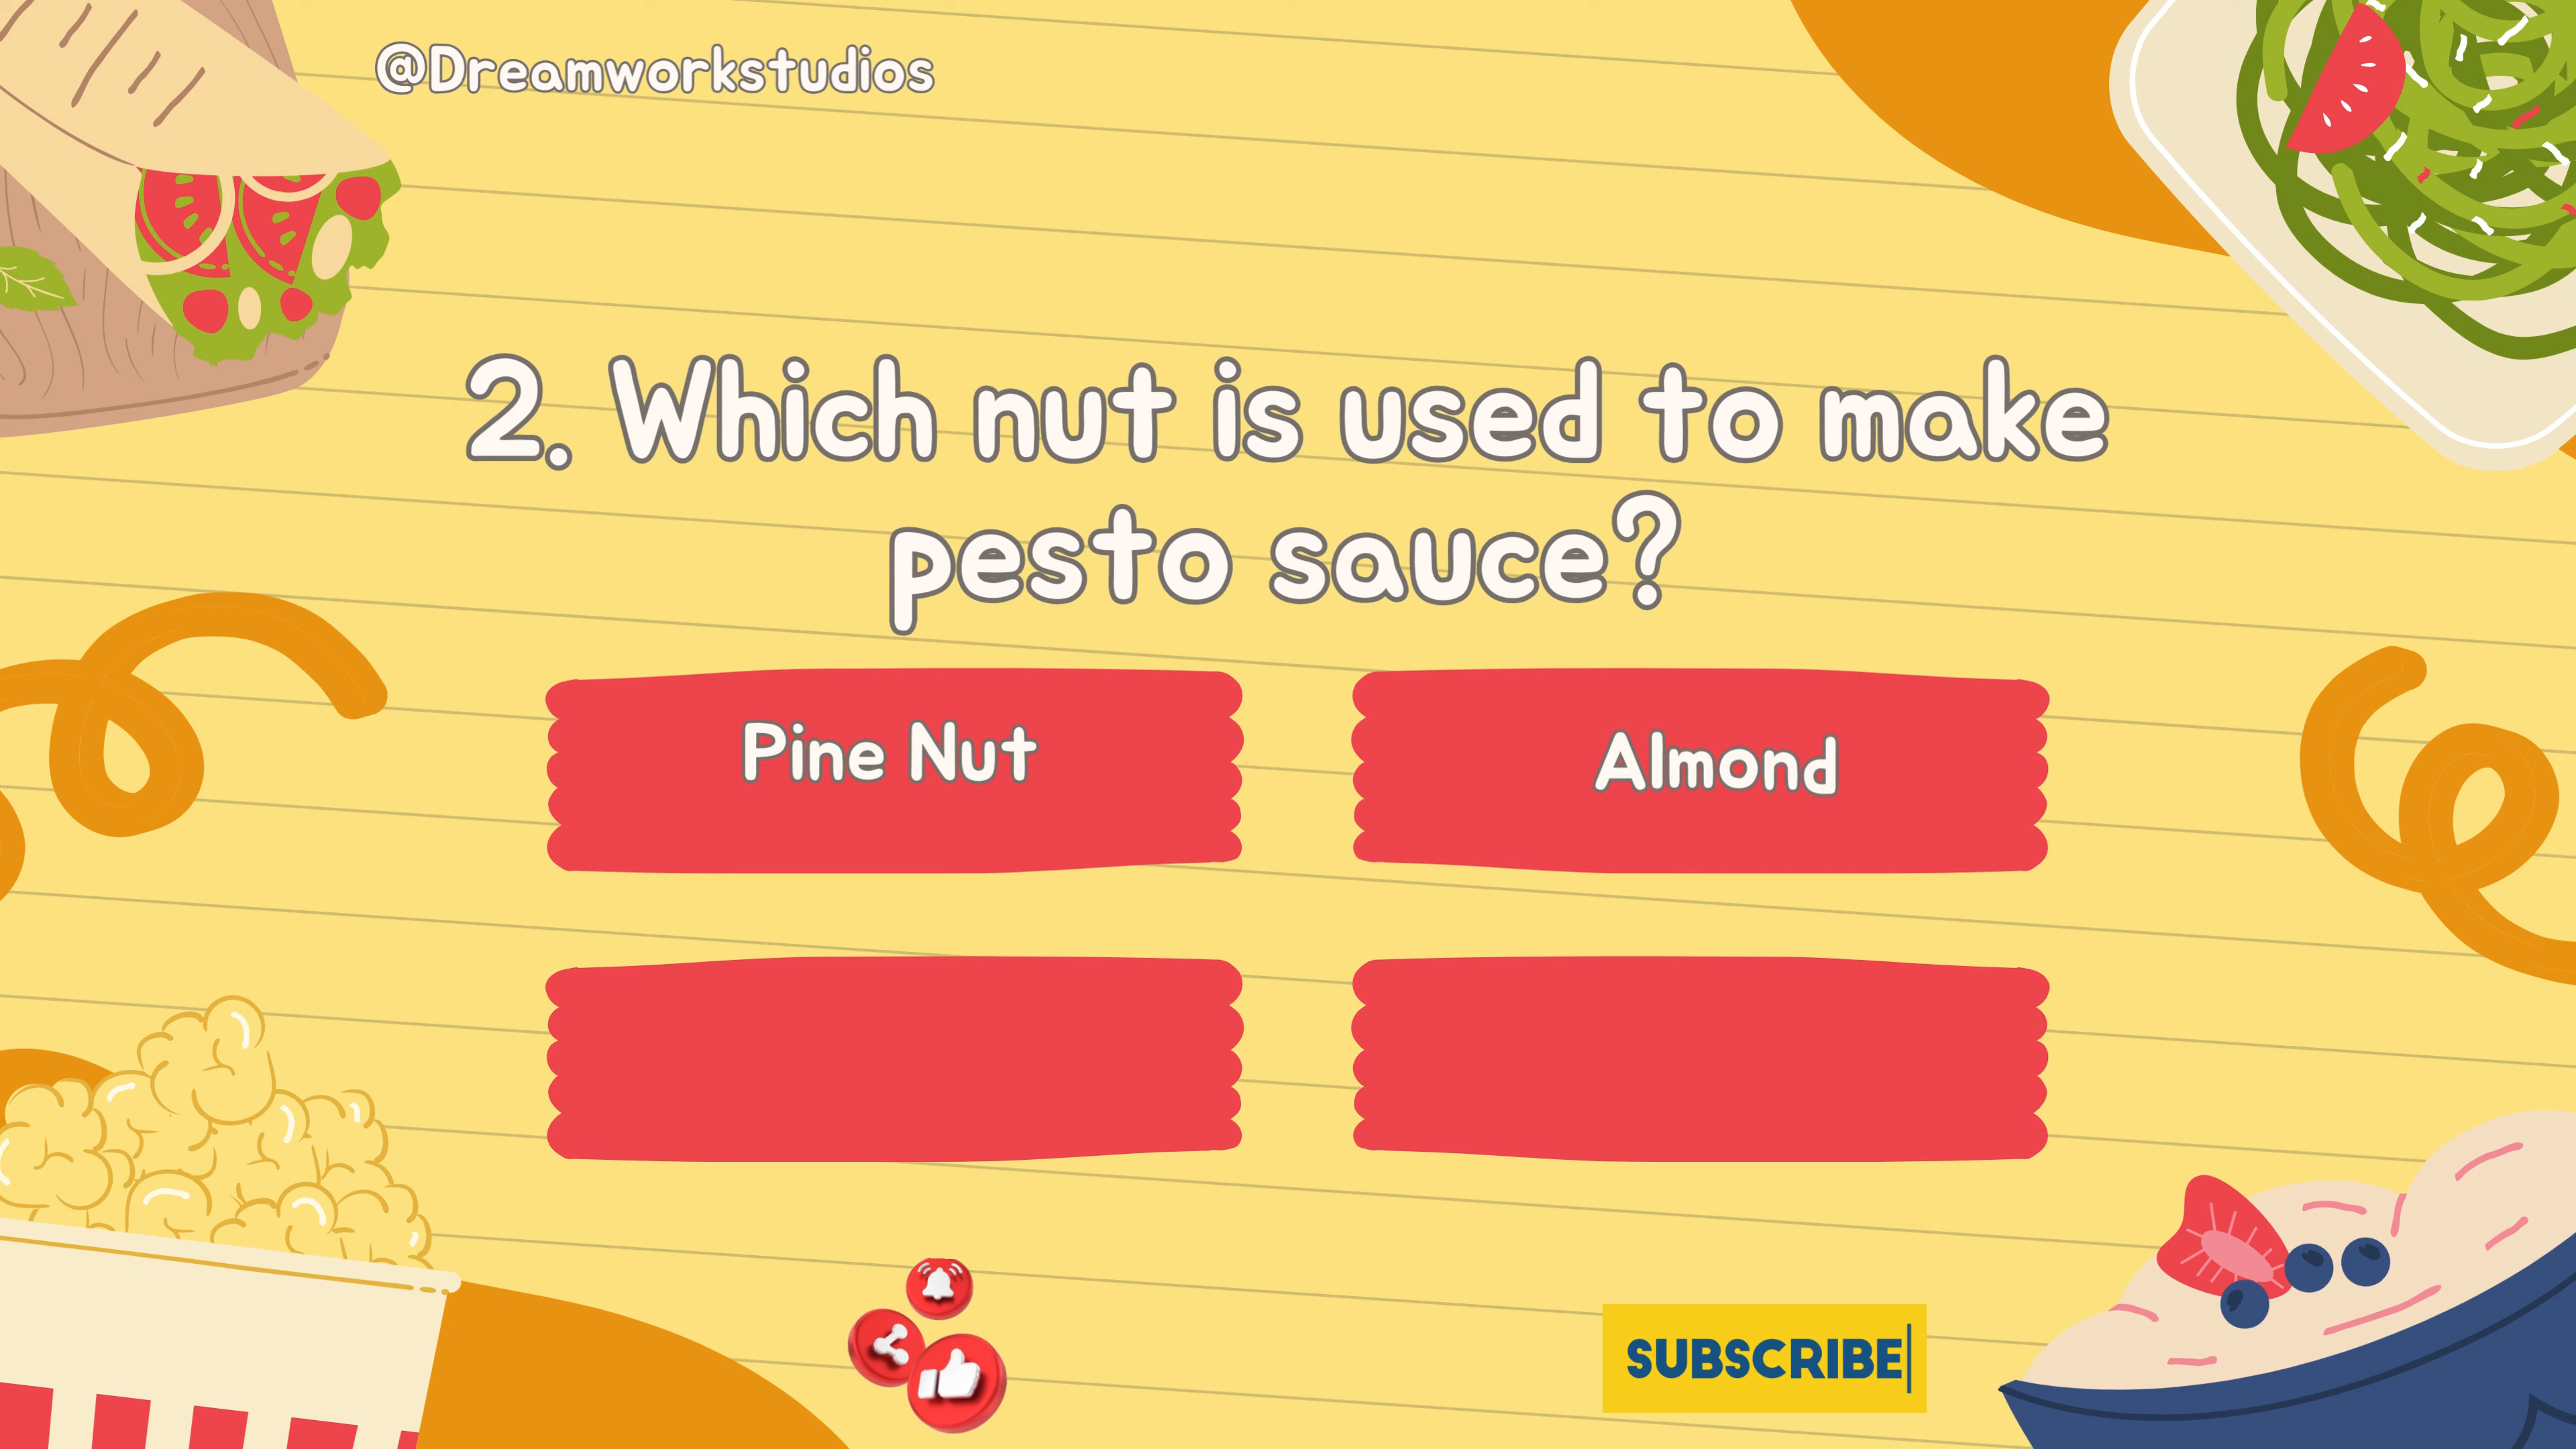 @Dreamworkstudios
2. Which nut is used to make
pesto sauce?
Pine Nut
Almond
SUBSCRIBE